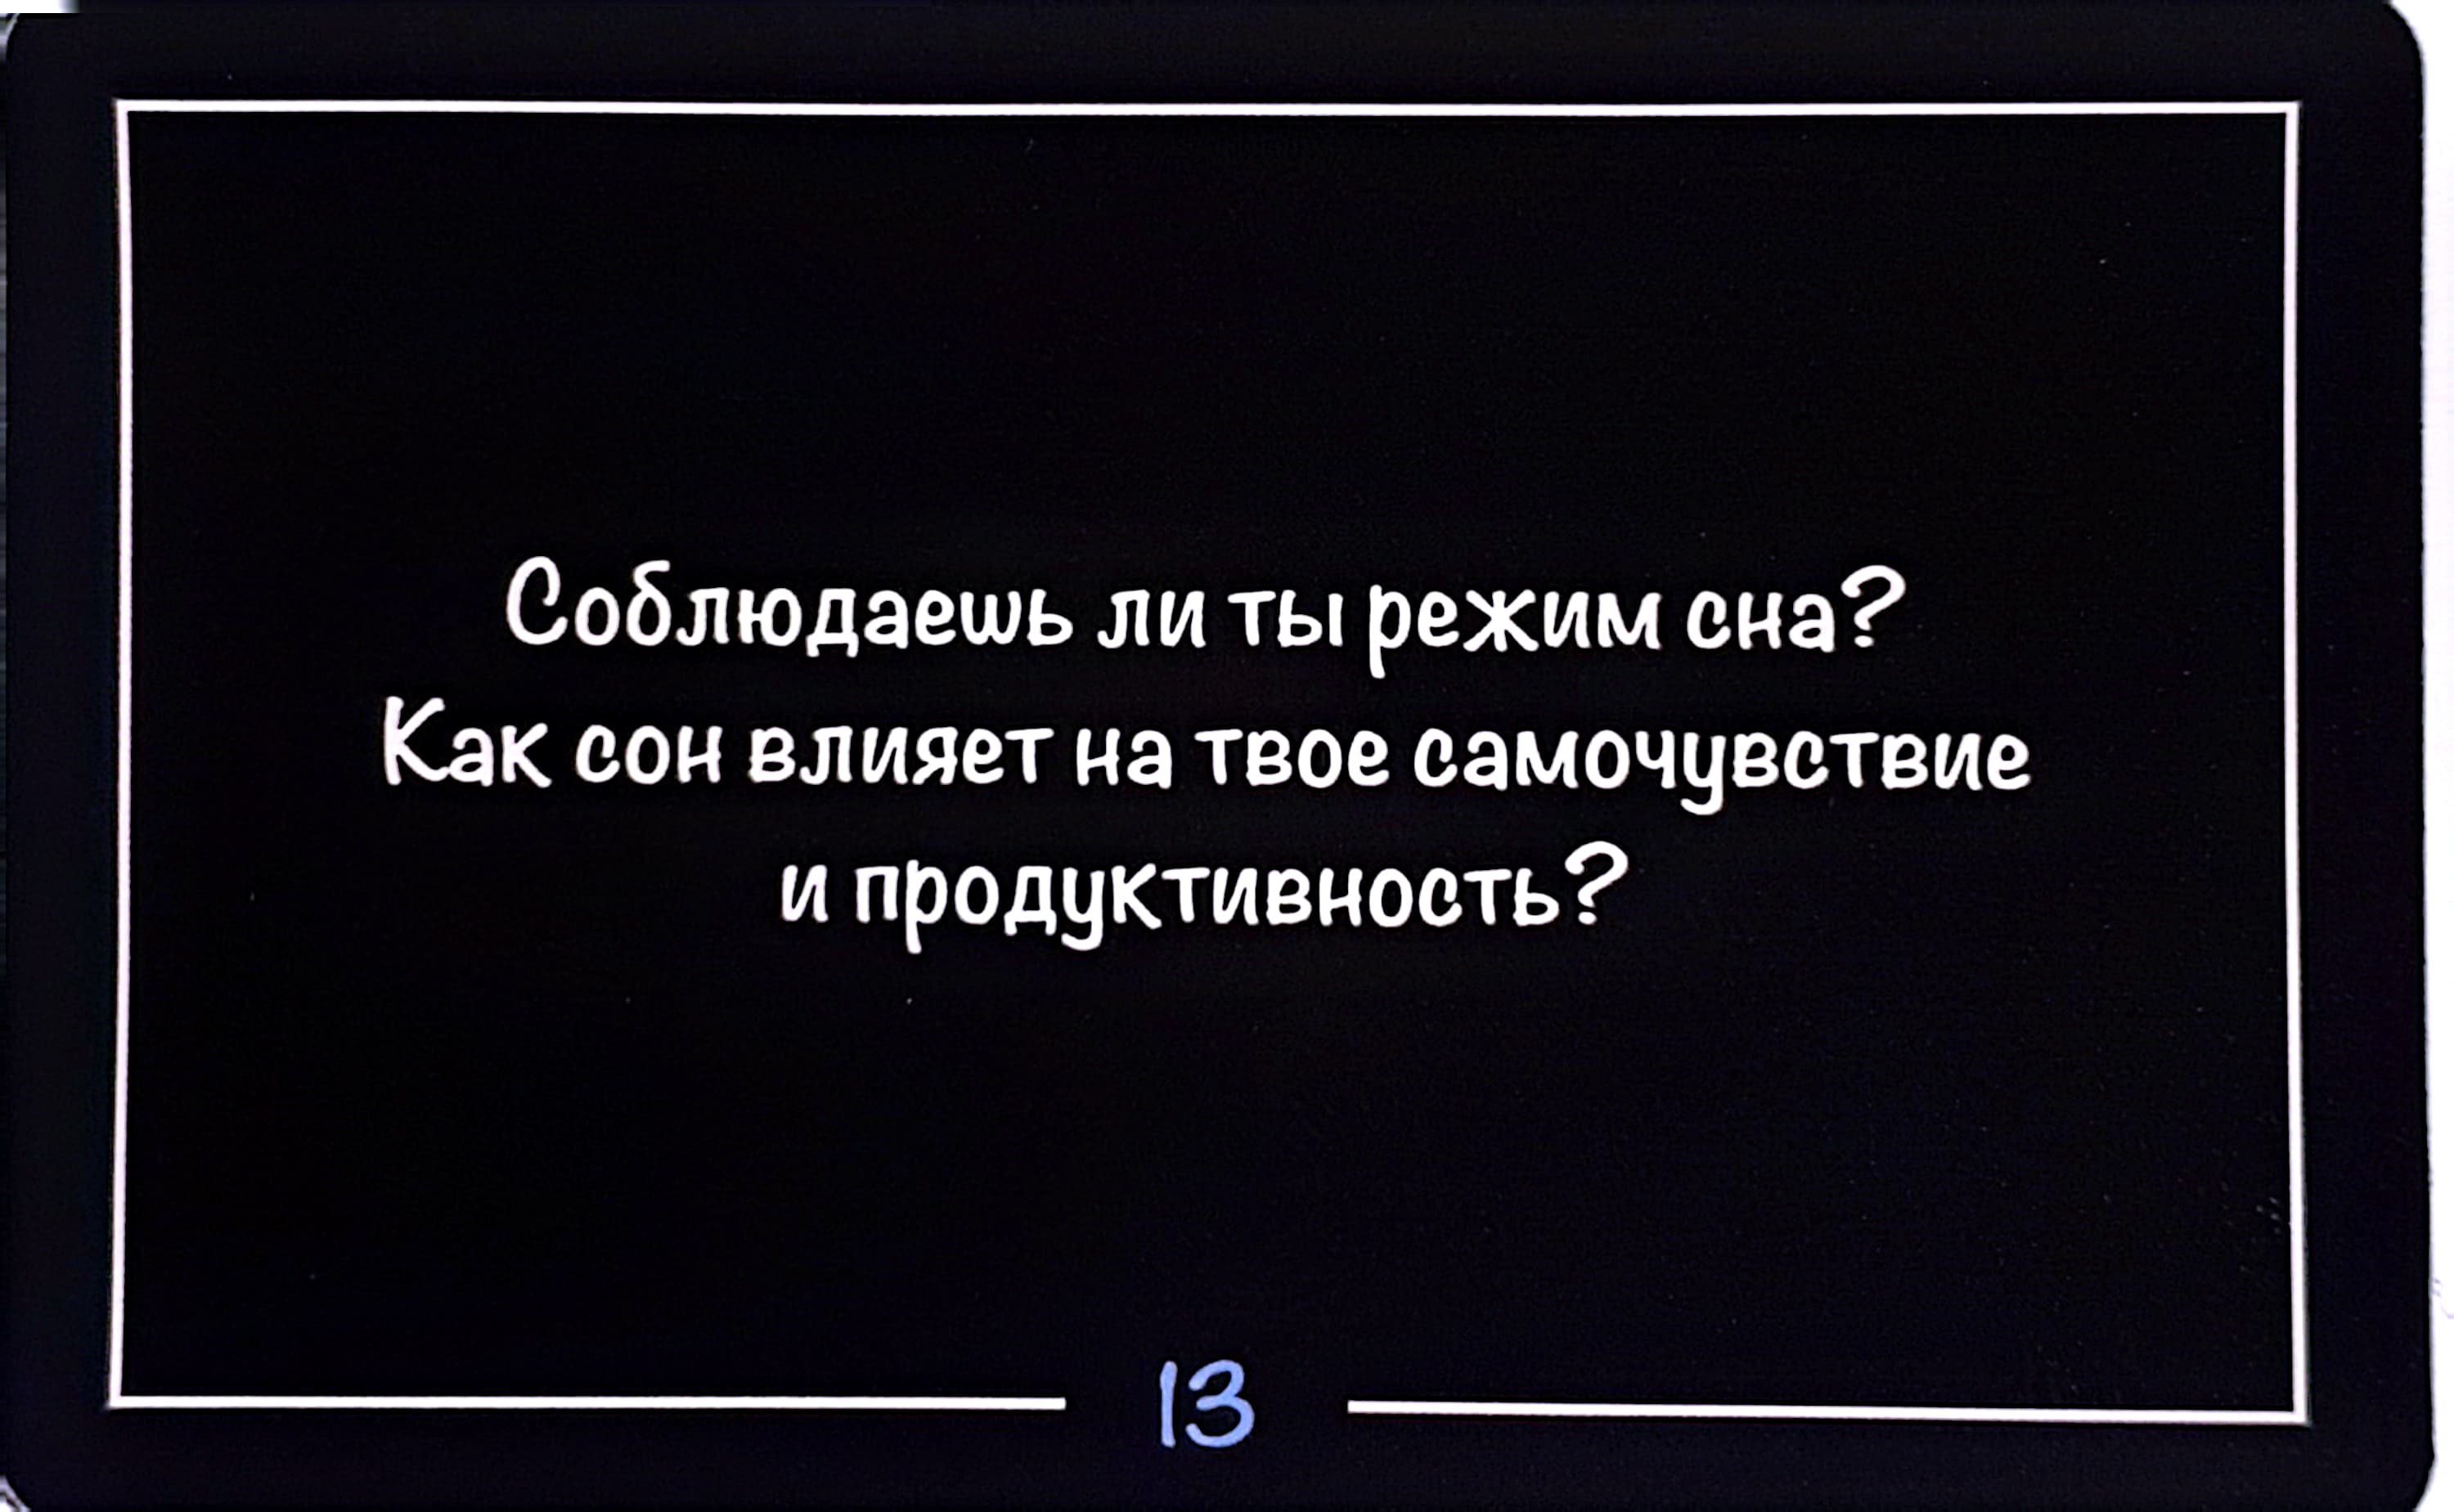 Соблюдаешь ли ты режим сна?
Как сон влияет на твое самочувствие
и продуктивность?
13